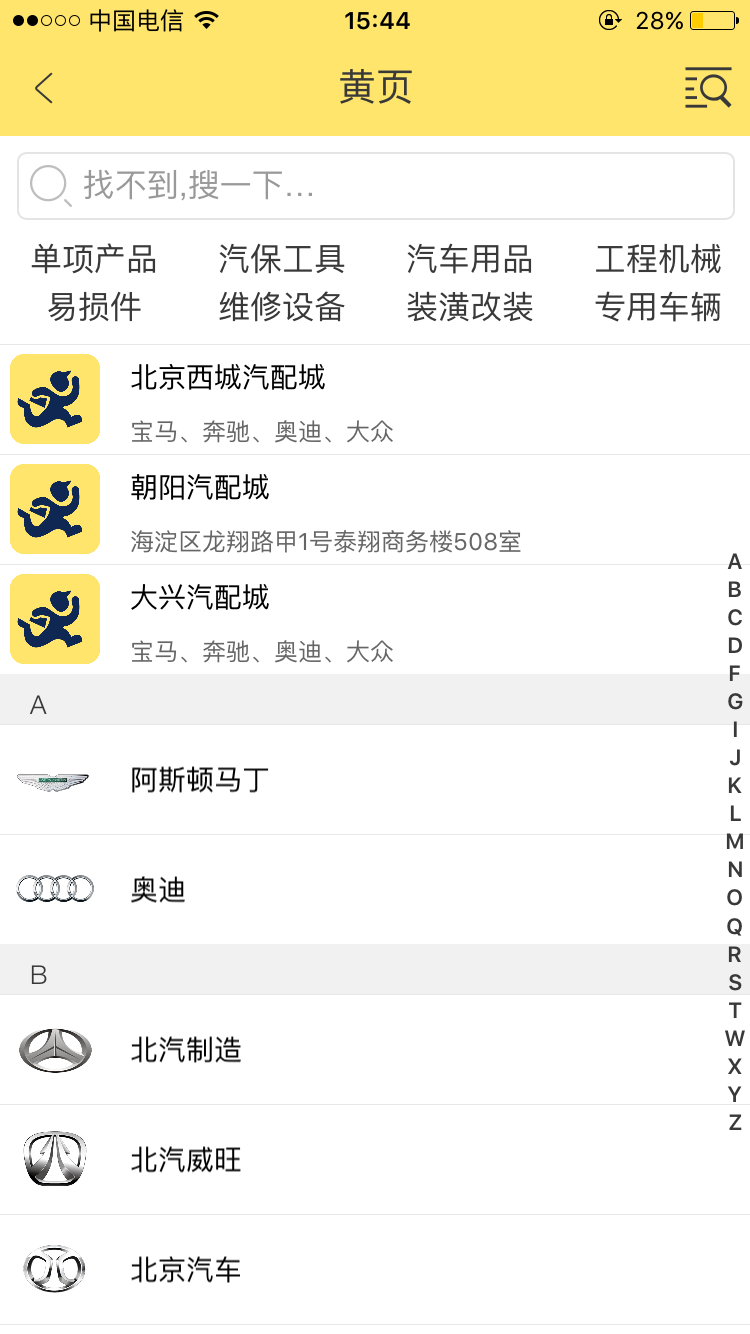 中国电信 15:44 28%
黄页
找不到,搜一下...
单项产品 汽保工具 汽车用品 工程机械
易损件 维修设备 装潢改装 专用车辆
北京西城汽配城
宝马、奔驰、奥迪、大众
朝阳汽配城
海淀区龙翔路甲1号泰翔商务楼508室
大兴汽配城
宝马、奔驰、奥迪、大众
A
阿斯顿马丁
奥迪
B
北汽制造
北汽威旺
北京汽车
A
B
C
D
F
G
I
J
K
L
M
N
O
Q
R
S
T
W
X
Y
Z